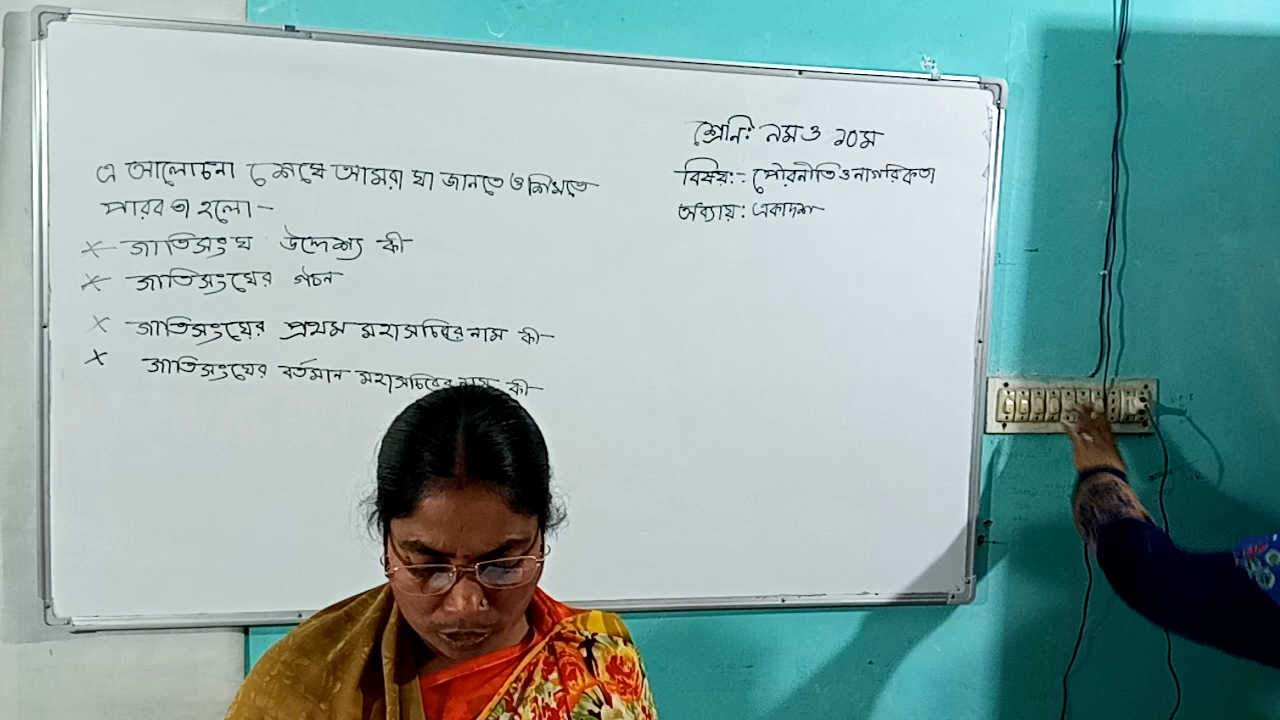 শ্রেনি: নম ও ১০ম
বিষয়:- পৌরনীতি ও নাগরিকতা
অধ্যায়: একাদশ
এ আলোচনা শেষে আমরা যা জানতে ও শিখতে
পারব তা হলো-
× জাতিসংঘ উদ্দেশ্য কী
× জাতিসংঘের গঠন
× জাতিসংঘের প্রথম মহাসচিবের নাম কী
× জাতিসংঘের বর্তমান মহাসচিবের নাম কী